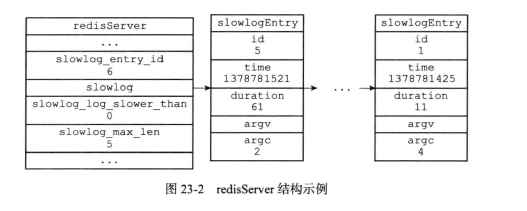 redisServer
...
slowlog_entry_id
6
slowlog
slowlog_log_slower_than
0
slowlog_max_len
5
...
slowlogEntry
id
5
time
1378781521
duration
61
argv
argc
2
...
slowlogEntry
id
1
time
1378781425
duration
11
argv
argc
4
图 23-2 redisServer 结构示例